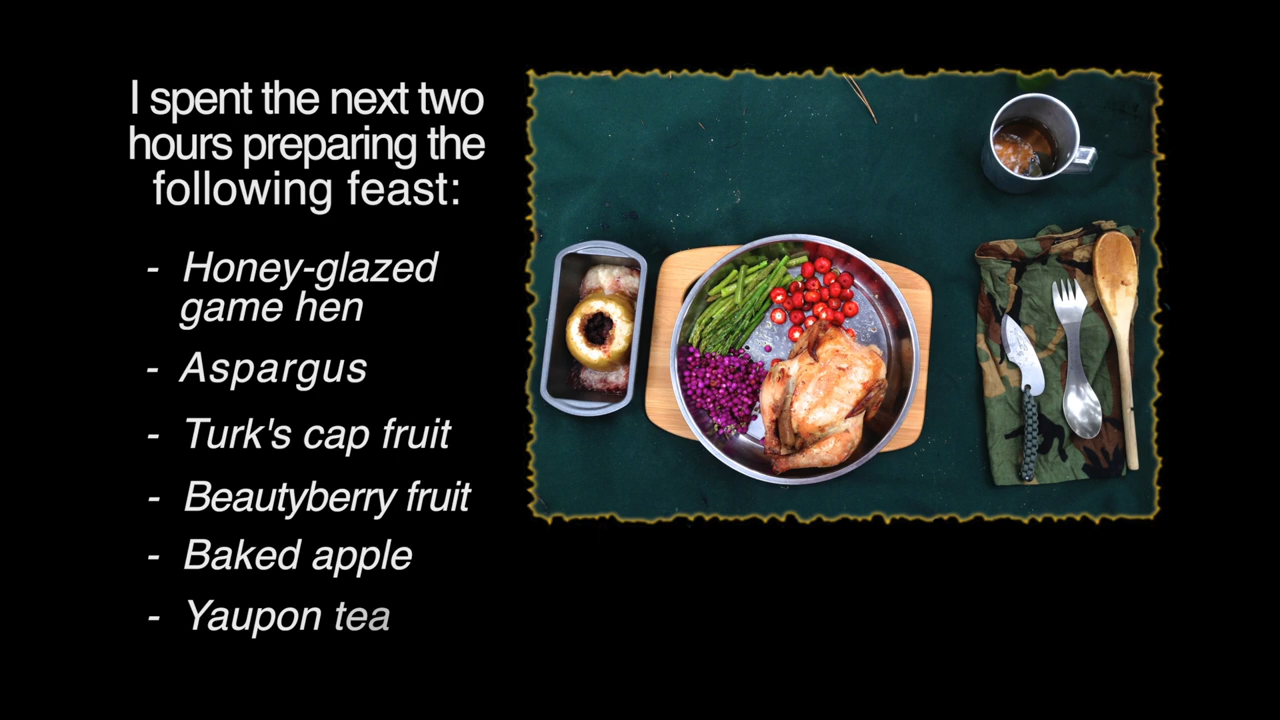 I spent the next two
hours preparing the
following feast:
- Honey-glazed
game hen
- Aspargus
- Turk's cap fruit
- Beautyberry fruit
- Baked apple
- Yaupon tea